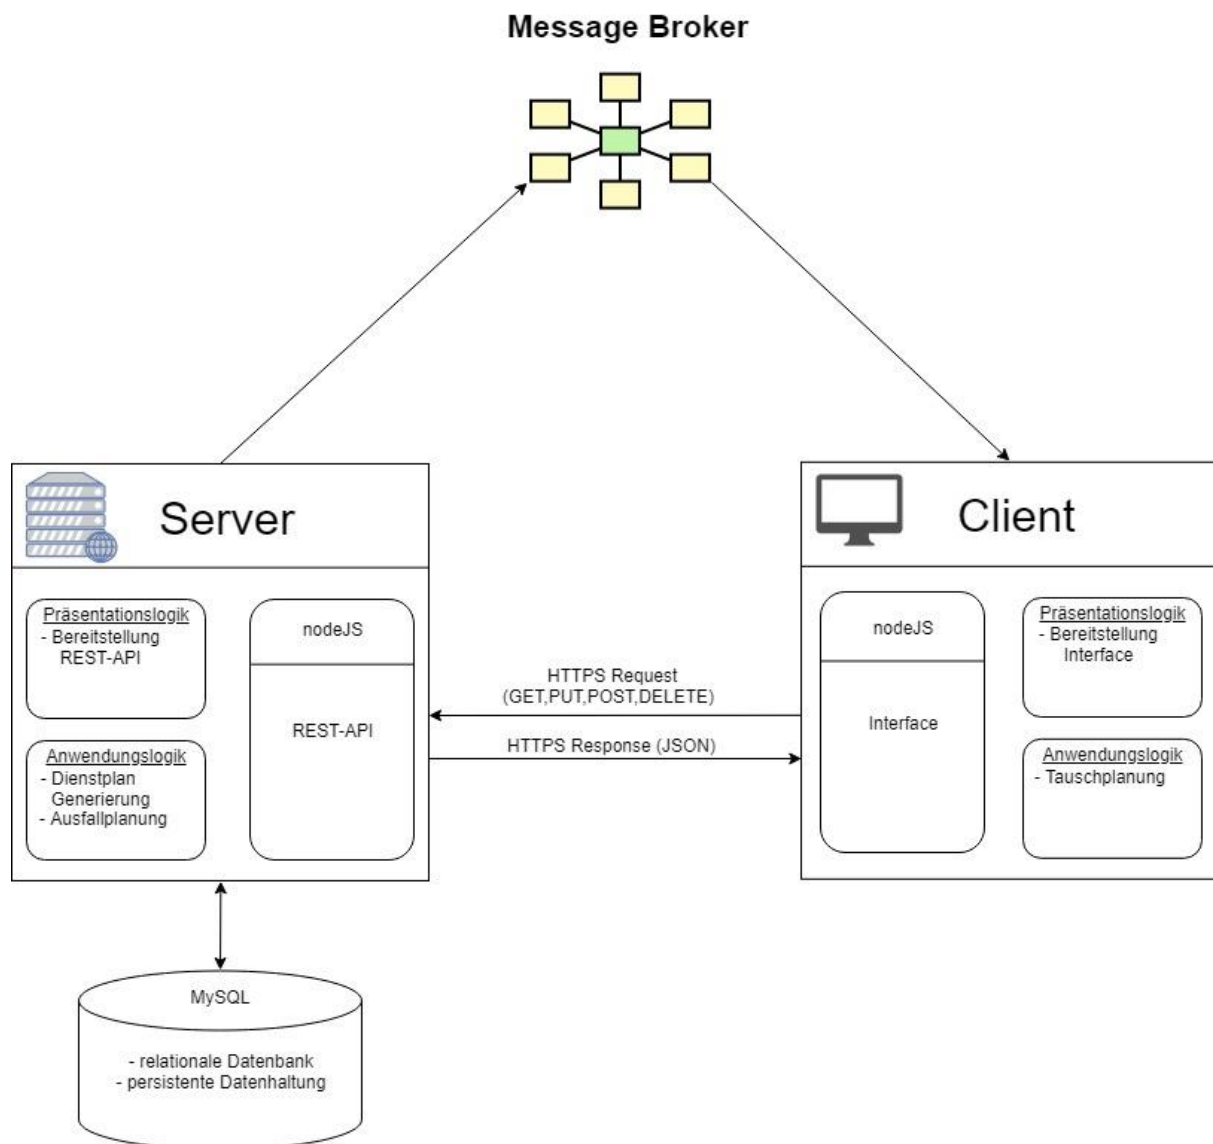 Message Broker
Server
Präsentationslogik
- Bereitstellung
REST-API
Anwendungslogik
- Dienstplan
Generierung
- Ausfallplanung
nodeJS
REST-API
HTTPS Request
(GET,PUT,POST,DELETE)
HTTPS Response (JSON)
Client
nodeJS
Interface
Präsentationslogik
- Bereitstellung
Interface
Anwendungslogik
- Tauschplanung
MySQL
- relationale Datenbank
- persistente Datenhaltung